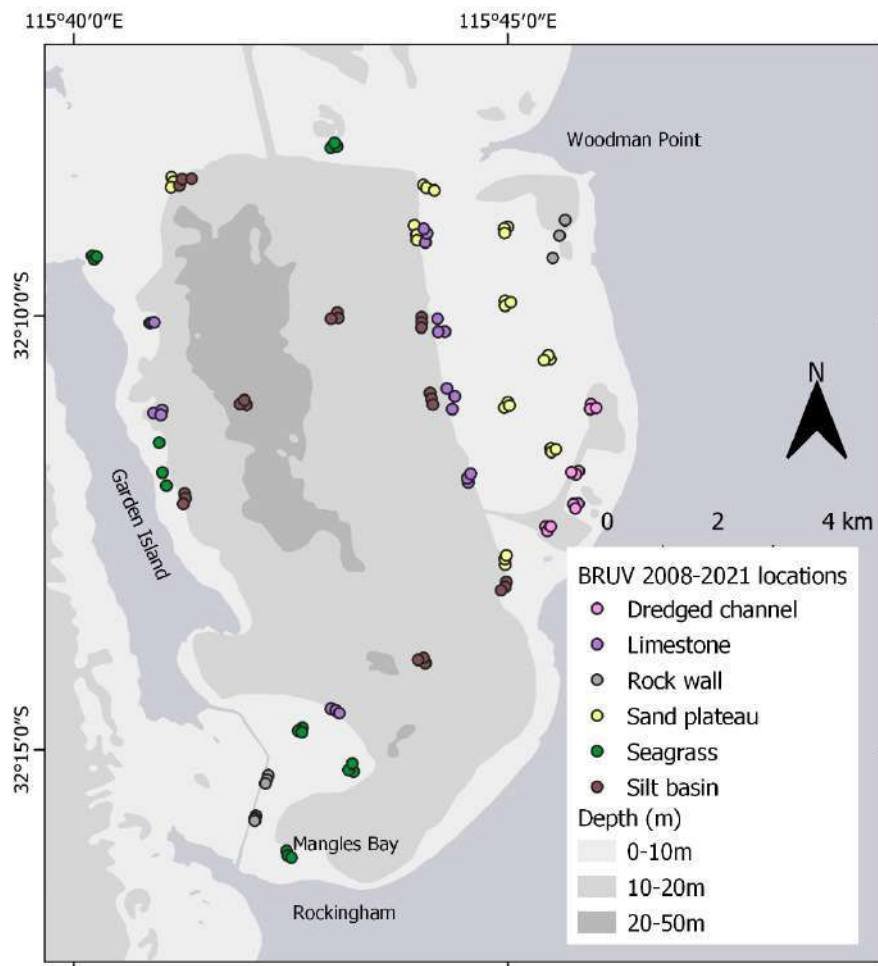 115°40′0″E 115°45′0″E
Woodman Point
32°10′0″S
N
Garden Island
0 2 4 km
BRUV 2008-2021 locations
Dredged channel
Limestone
Rock wall
Sand plateau
Seagrass
Silt basin
Depth (m)
0-10m
10-20m
20-50m
32°15′0″S
Mangles Bay
Rockingham